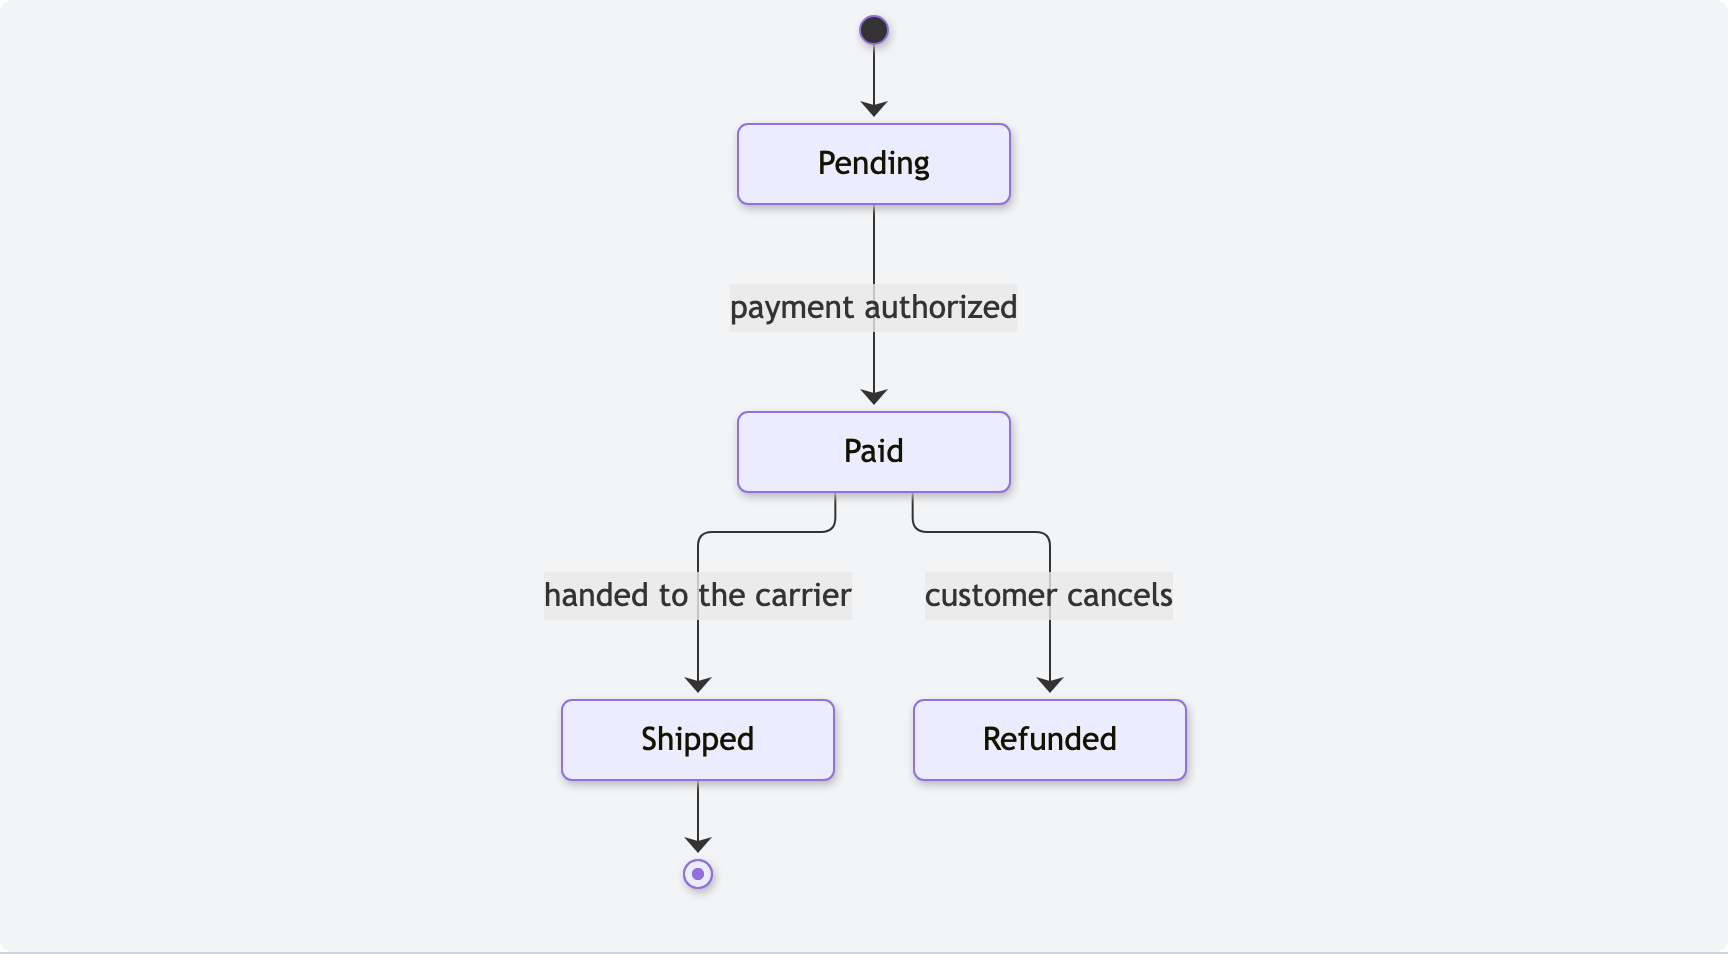 Pending
payment authorized
Paid
handed to the carrier
customer cancels
Shipped
Refunded